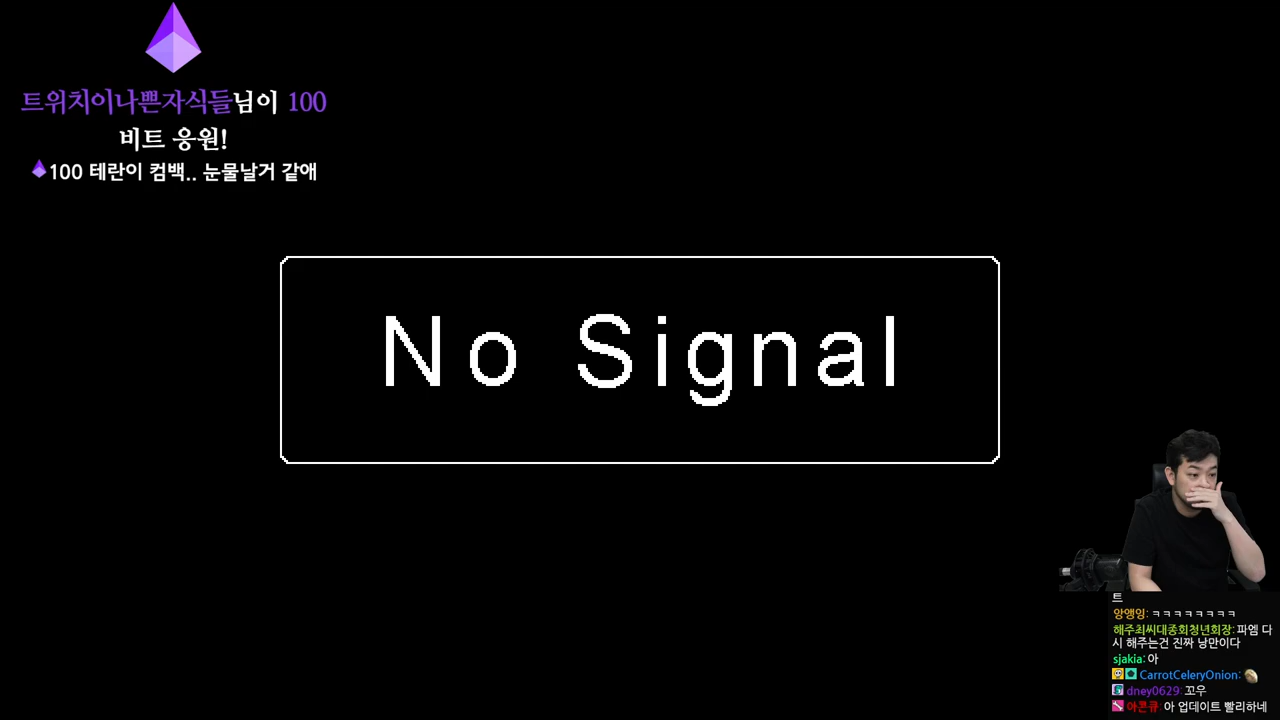 트위치이나쁜자식들님이 100
비트 응원!
100 테란이 컴백.. 눈물날거 같애
No Signal
트
앙앵잉: ㅋㅋㅋㅋㅋㅋㅋㅋ
해주최씨대종회청년회장: 파엠 다
시 해주는건 진짜 낭만이다
sjakia: 아
CarrotCeleryOnion:
dney0629: 꼬우
아콘큐: 아 업데이트 빨리하네